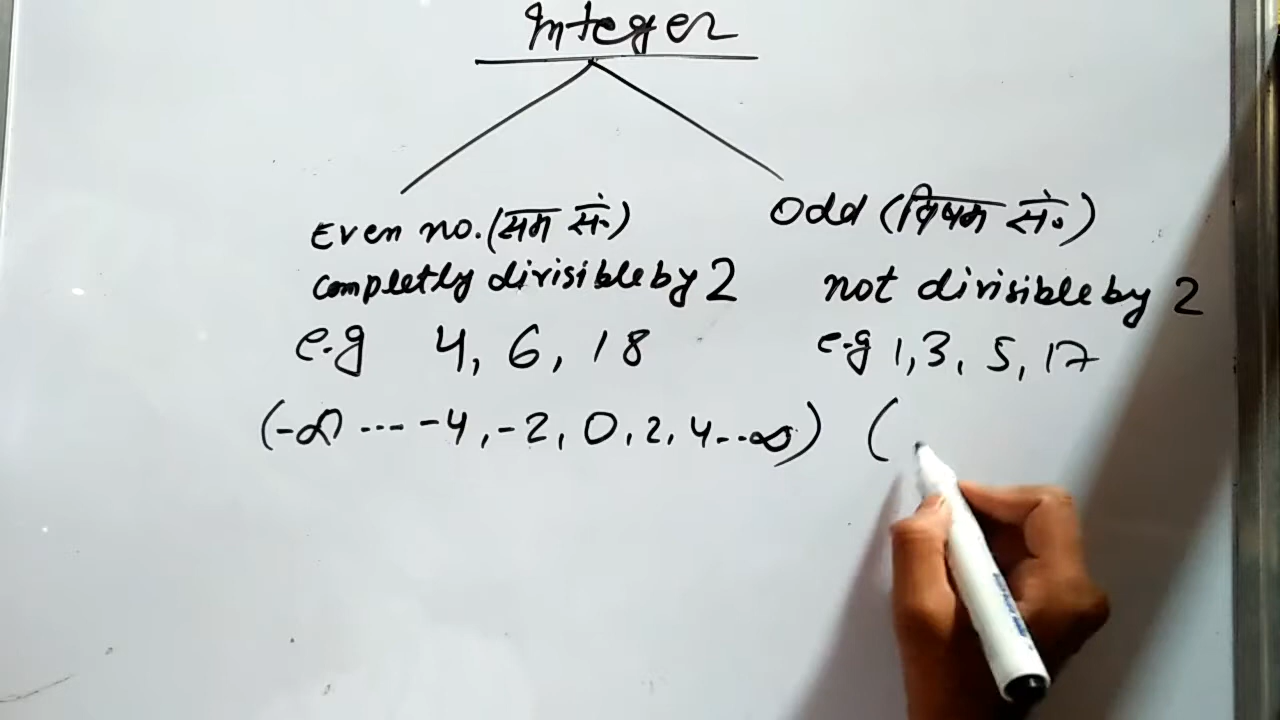 Integer
Even no. (सम सं.)
completly divisible by 2
e.g 4, 6, 18
(-∞ --- -4, -2, 0, 2, 4---∞)
Odd (विषम सं.)
not divisible by 2
e.g 1, 3, 5, 17
(